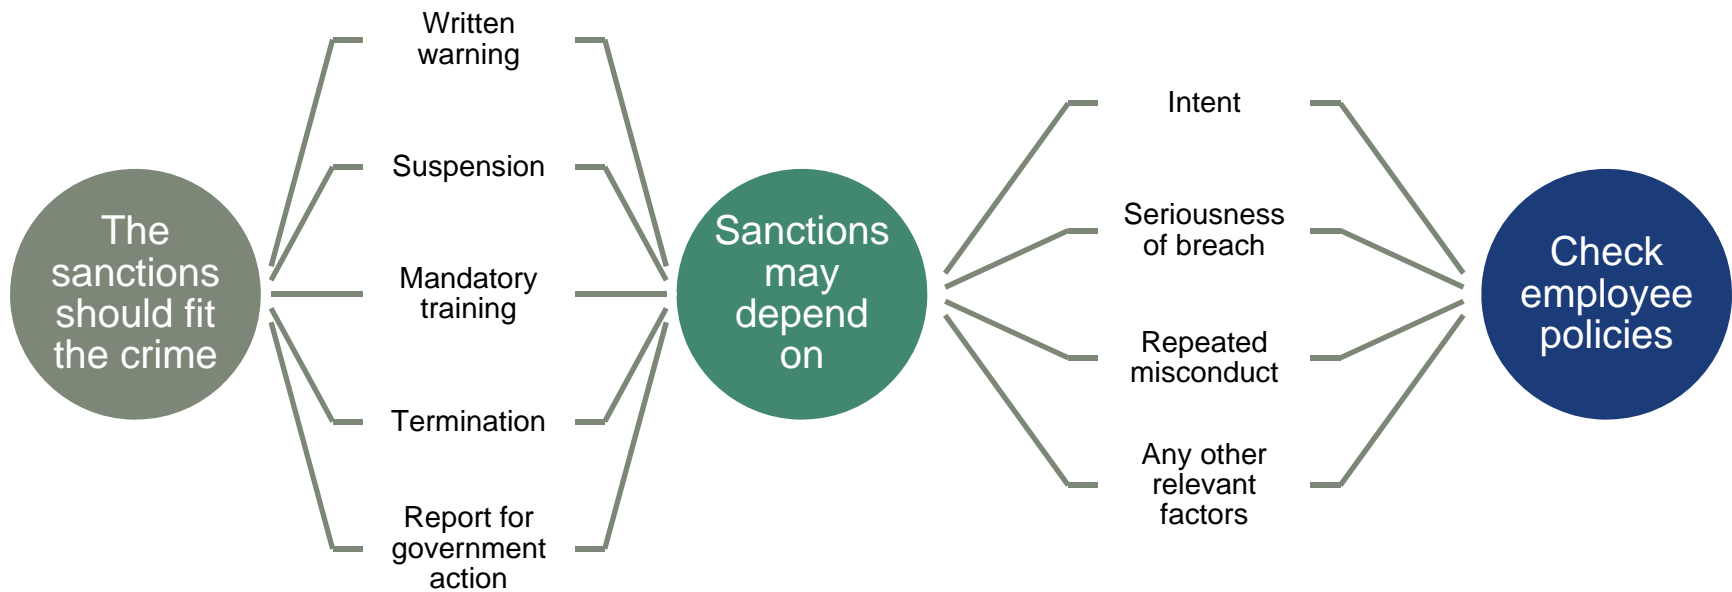 The
sanctions
should fit
the crime
Written
warning
Suspension
Mandatory
training
Termination
Report for
government
action
Sanctions
may
depend
on
Intent
Seriousness
of breach
Repeated
misconduct
Any other
relevant
factors
Check
employee
policies